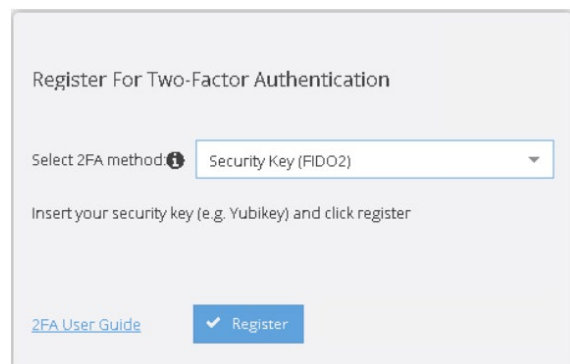 Register For Two-Factor Authentication
Select 2FA method:
Security Key (FIDO2)
Insert your security key (e.g. Yubikey) and click register
2FA User Guide
Register